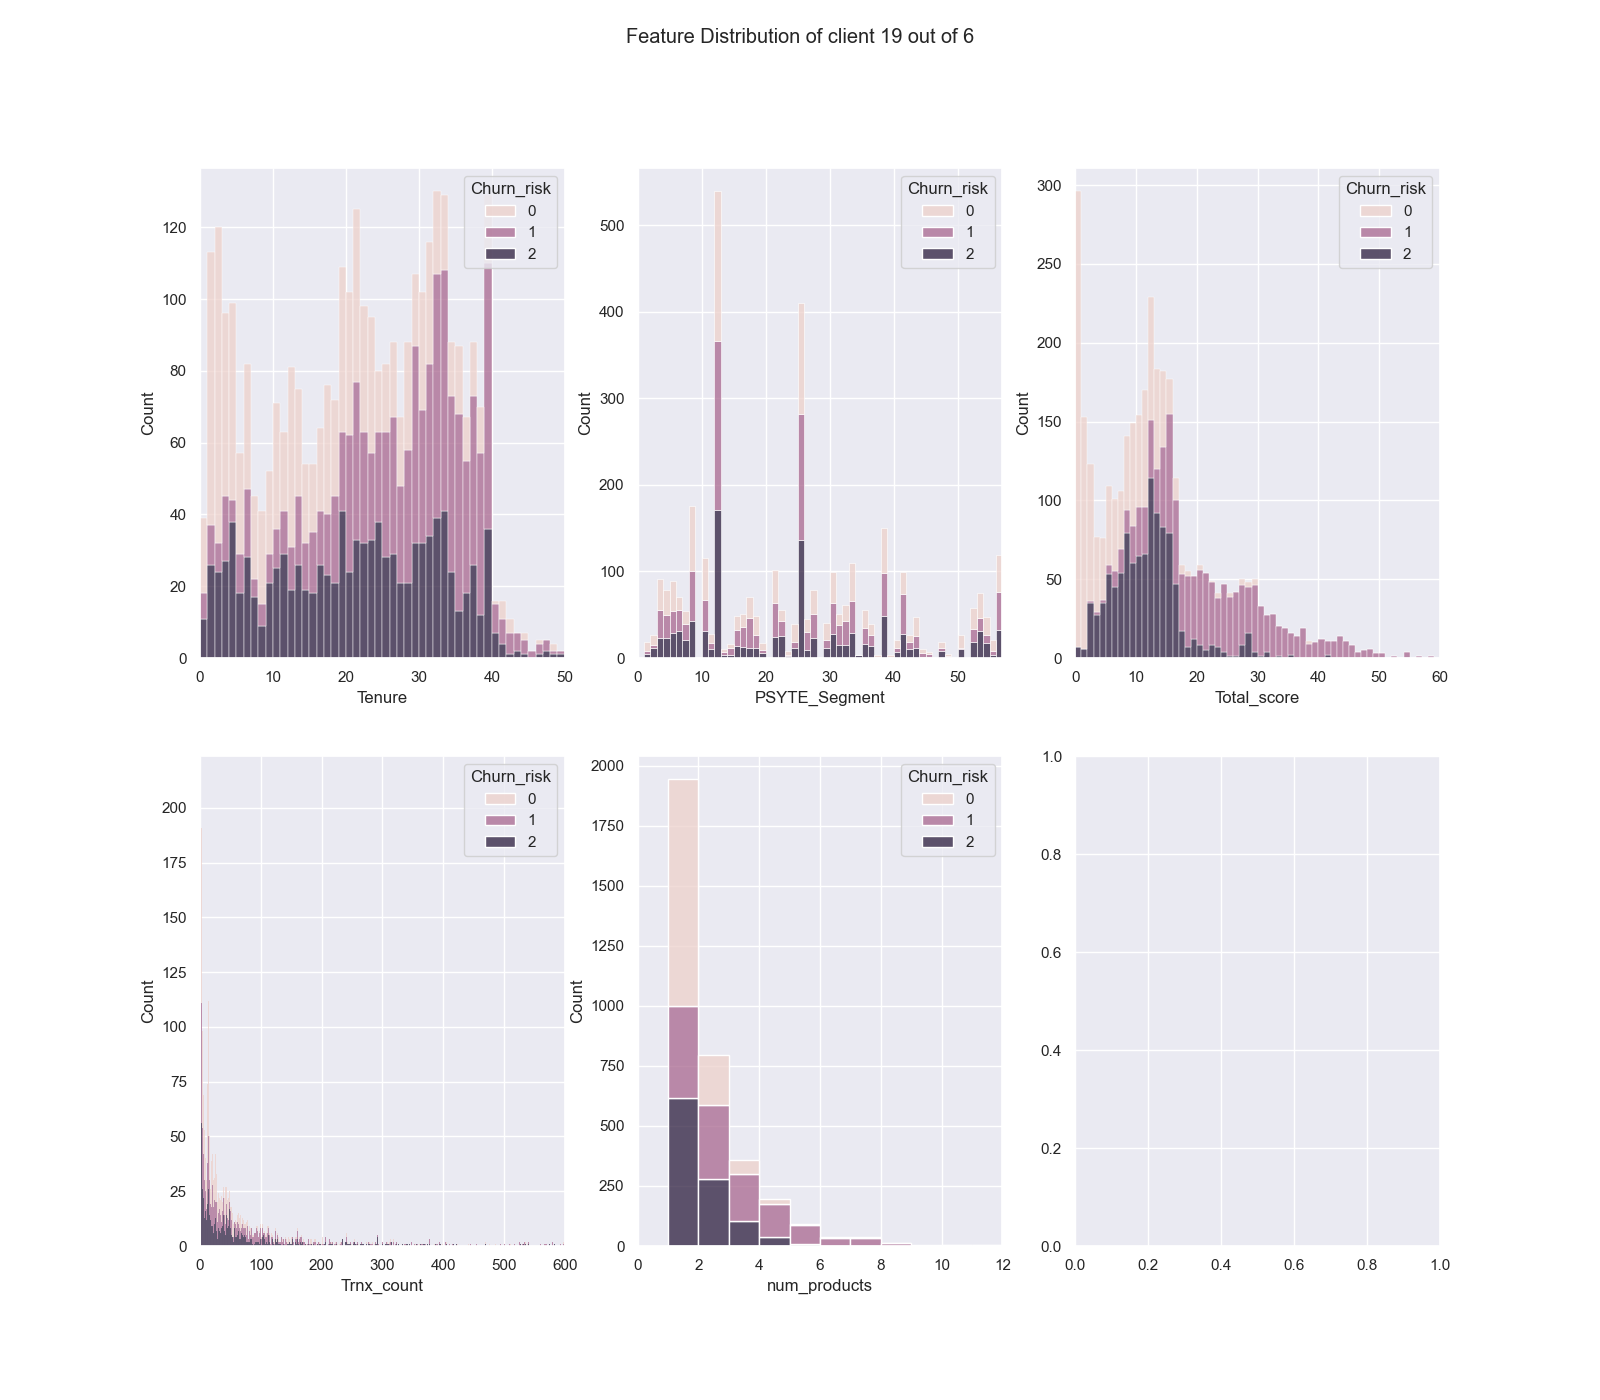 Feature Distribution of client 19 out of 6
Churn_risk
0
1
2
120
100
80
60
40
20
0
Count
0 10 20 30 40 50
Tenure
Churn_risk
0
1
2
500
400
300
200
100
0
Count
0 10 20 30 40 50
PSYTE_Segment
Churn_risk
0
1
2
300
250
200
150
100
50
0
Count
0 10 20 30 40 50 60
Total_score
Churn_risk
0
1
2
200
175
150
125
100
75
50
25
0
Count
0 100 200 300 400 500 600
Trnx_count
Churn_risk
0
1
2
2000
1750
1500
1250
1000
750
500
250
0
Count
0 2 4 6 8 10 12
num_products
1.0
0.8
0.6
0.4
0.2
0.0
0.0 0.2 0.4 0.6 0.8 1.0